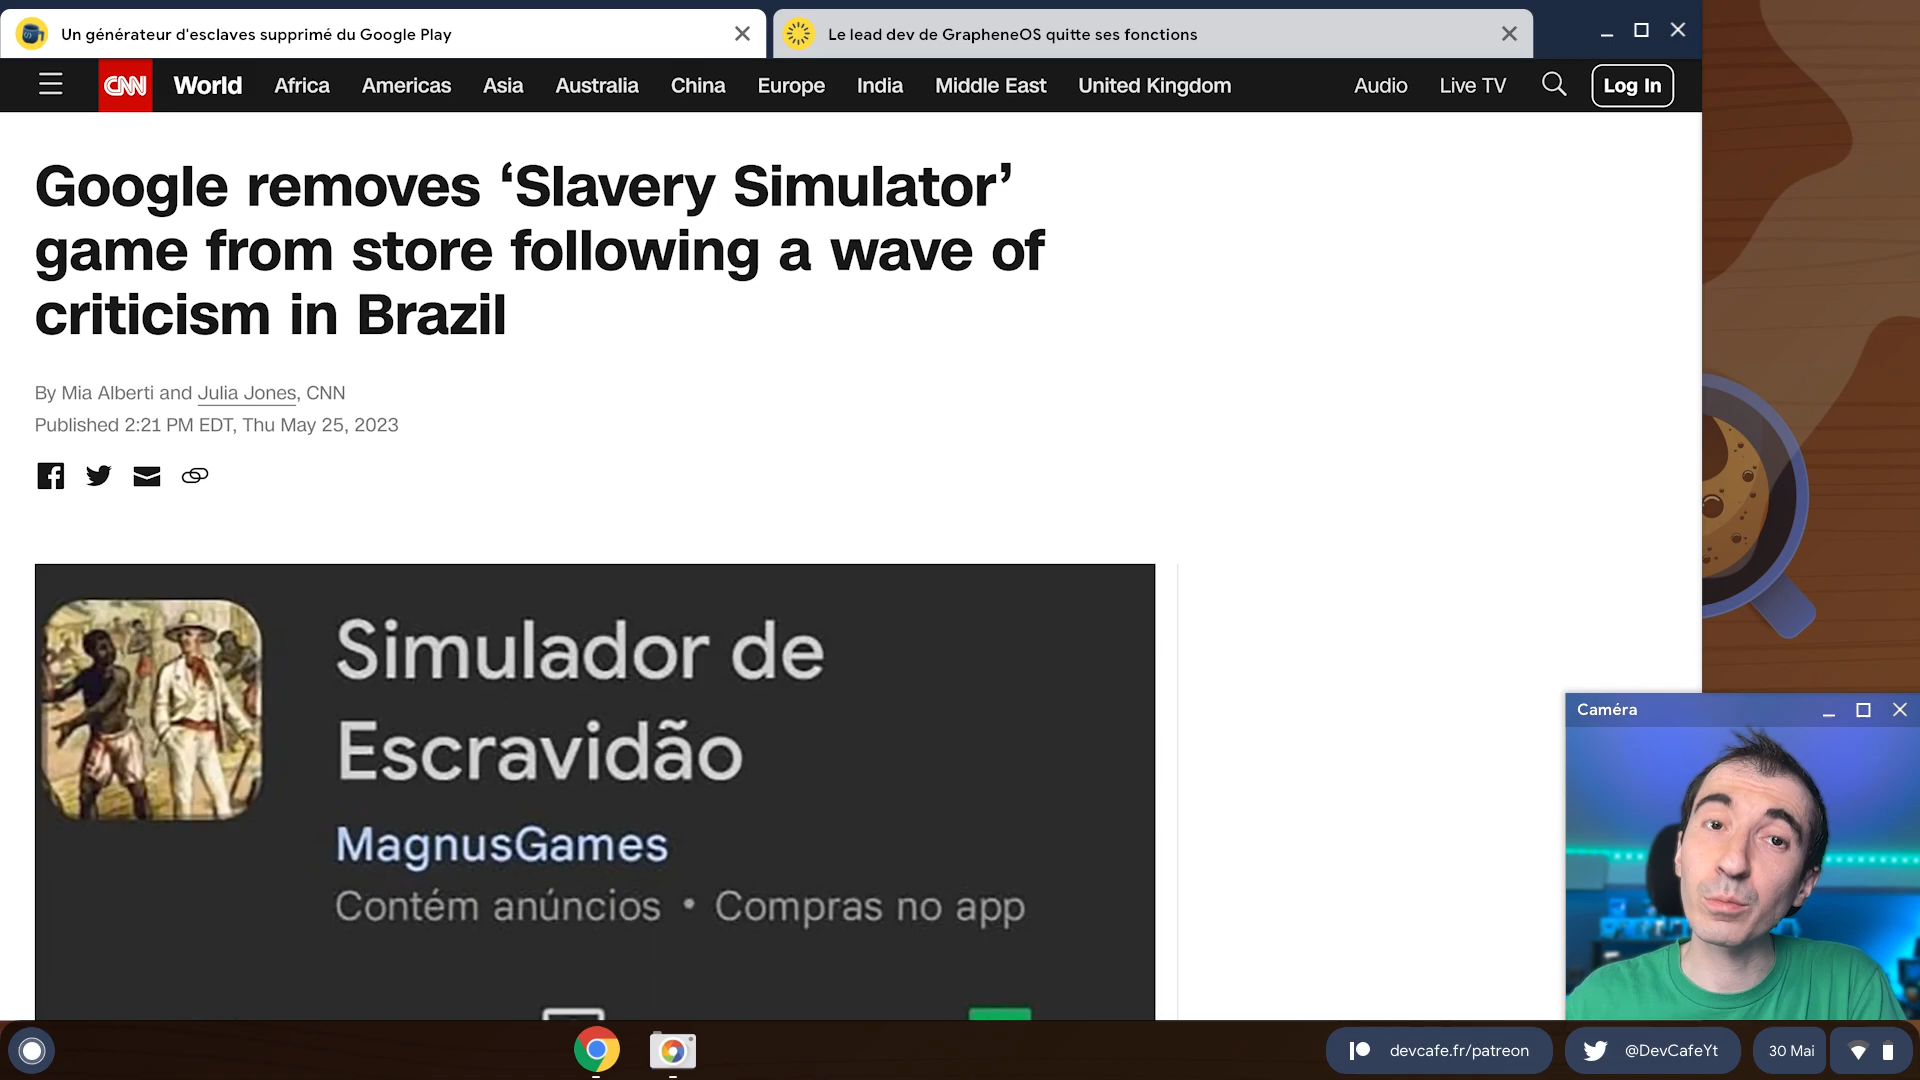 Un générateur d'esclaves supprimé du Google Play
Le lead dev de GrapheneOS quitte ses fonctions
CNN World Africa Americas Asia Australia China Europe India Middle East United Kingdom Audio Live TV Log In
Google removes ‘Slavery Simulator’
game from store following a wave of
criticism in Brazil
By Mia Alberti and Julia Jones, CNN
Published 2:21 PM EDT, Thu May 25, 2023
Simulador de
Escravidão
MagnusGames
Contém anúncios • Compras no app
Caméra
devcafe.fr/patreon
@DevCafeYt
30 Mai